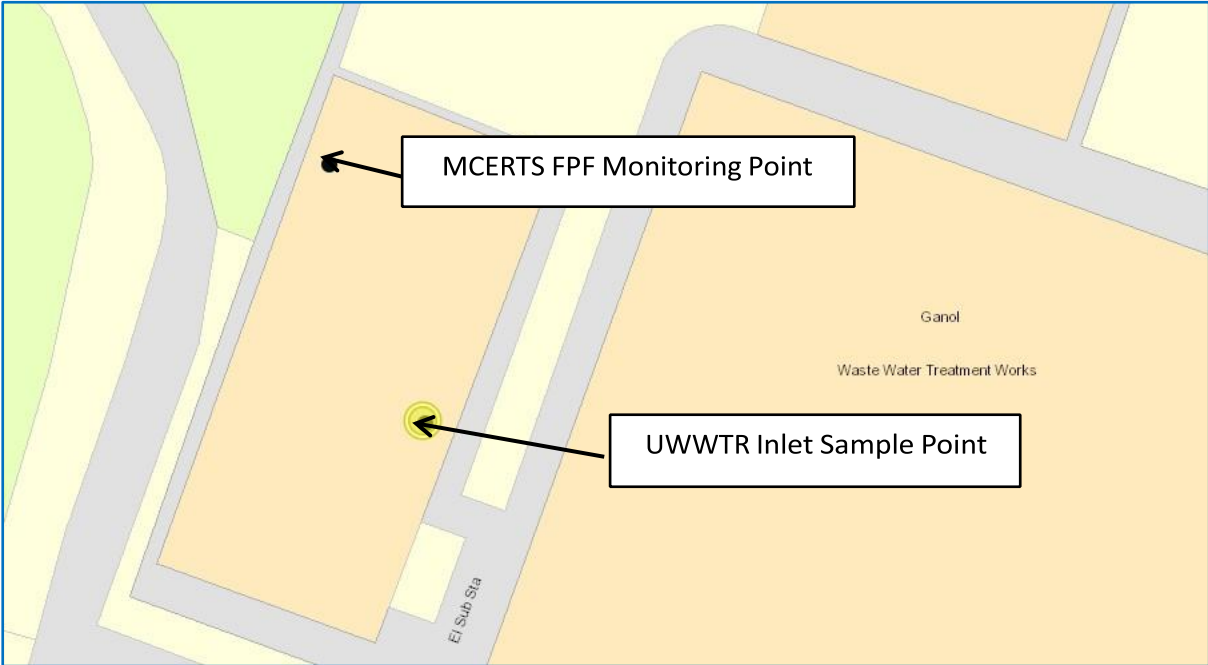 MCERTS FPF Monitoring Point
Ganol
Waste Water Treatment Works
UWWTR Inlet Sample Point
El Sub Sta